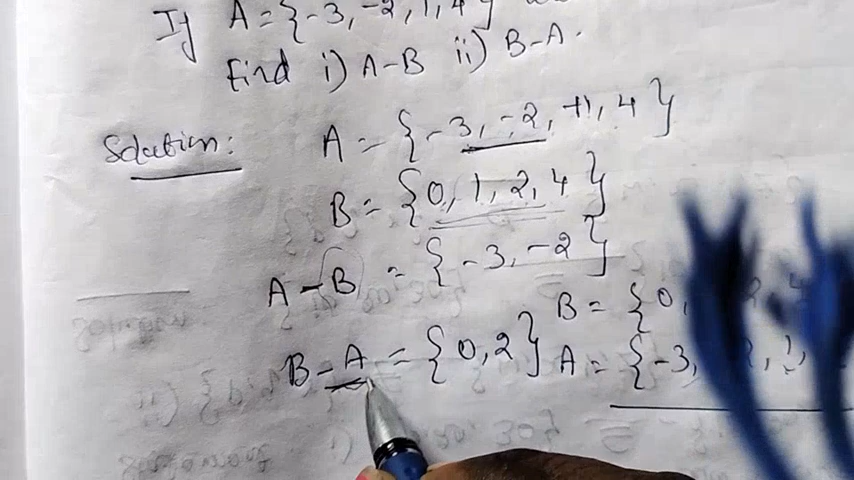 If A = {-3, -2, 1, 4}
Find i) A-B ii) B-A.
Solution: A = {-3, -2, +1, 4}
B = {0, 1, 2, 4}
A - B = {-3, -2}
B = {0,
B - A = {0, 2} A = {-3,